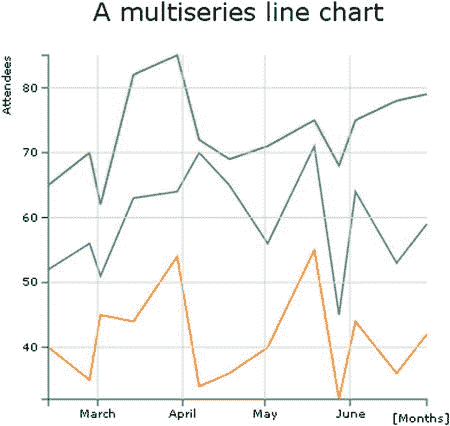 A multiseries line chart
Attendees
80
70
60
50
40
March April May June
[Months]